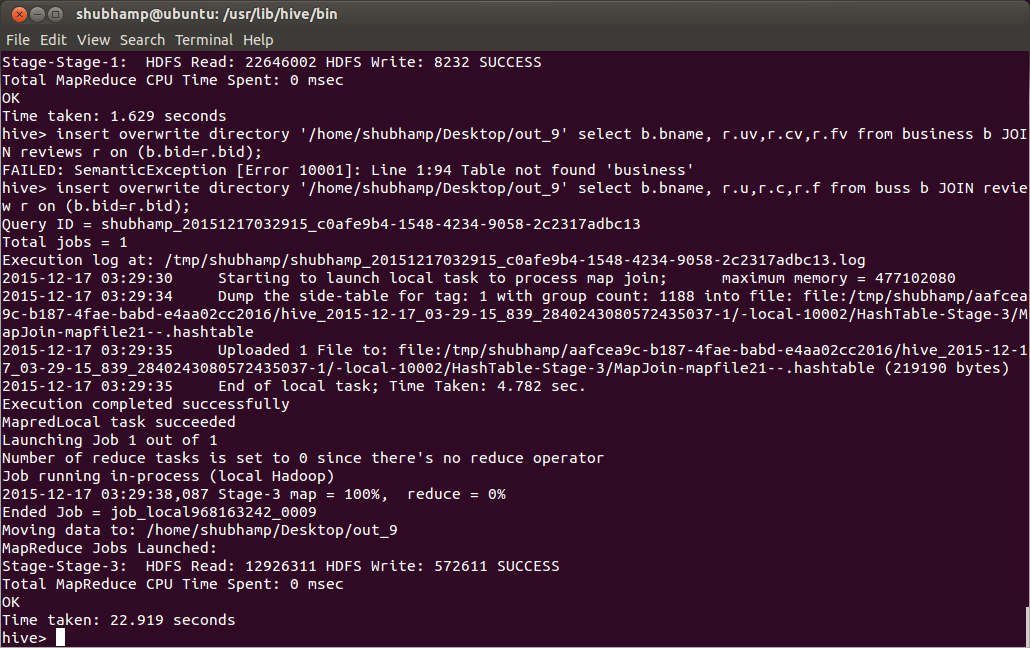 shubhamp@ubuntu: /usr/lib/hive/bin
File Edit View Search Terminal Help
Stage-Stage-1:  HDFS Read: 22646002 HDFS Write: 8232 SUCCESS
Total MapReduce CPU Time Spent: 0 msec
OK
Time taken: 1.629 seconds
hive> insert overwrite directory '/home/shubhamp/Desktop/out_9' select b.bname, r.uv,r.cv,r.fv from business b JOI
N reviews r on (b.bid=r.bid);
FAILED: SemanticException [Error 10001]: Line 1:94 Table not found 'business'
hive> insert overwrite directory '/home/shubhamp/Desktop/out_9' select b.bname, r.u,r.c,r.f from buss b JOIN revie
w r on (b.bid=r.bid);
Query ID = shubhamp_20151217032915_c0afe9b4-1548-4234-9058-2c2317adbc13
Total jobs = 1
Execution log at: /tmp/shubhamp/shubhamp_20151217032915_c0afe9b4-1548-4234-9058-2c2317adbc13.log
2015-12-17 03:29:30     Starting to launch local task to process map join;      maximum memory = 477102080
2015-12-17 03:29:34     Dump the side-table for tag: 1 with group count: 1188 into file: file:/tmp/shubhamp/aafcea
9c-b187-4fae-babd-e4aa02cc2016/hive_2015-12-17_03-29-15_839_2840243080572435037-1/-local-10002/HashTable-Stage-3/M
apJoin-mapfile21--.hashtable
2015-12-17 03:29:35     Uploaded 1 File to: file:/tmp/shubhamp/aafcea9c-b187-4fae-babd-e4aa02cc2016/hive_2015-12-1
7_03-29-15_839_2840243080572435037-1/-local-10002/HashTable-Stage-3/MapJoin-mapfile21--.hashtable (219190 bytes)
2015-12-17 03:29:35     End of local task; Time Taken: 4.782 sec.
Execution completed successfully
MapredLocal task succeeded
Launching Job 1 out of 1
Number of reduce tasks is set to 0 since there's no reduce operator
Job running in-process (local Hadoop)
2015-12-17 03:29:38,087 Stage-3 map = 100%,  reduce = 0%
Ended Job = job_local968163242_0009
Moving data to: /home/shubhamp/Desktop/out_9
MapReduce Jobs Launched:
Stage-Stage-3:  HDFS Read: 12926311 HDFS Write: 572611 SUCCESS
Total MapReduce CPU Time Spent: 0 msec
OK
Time taken: 22.919 seconds
hive>